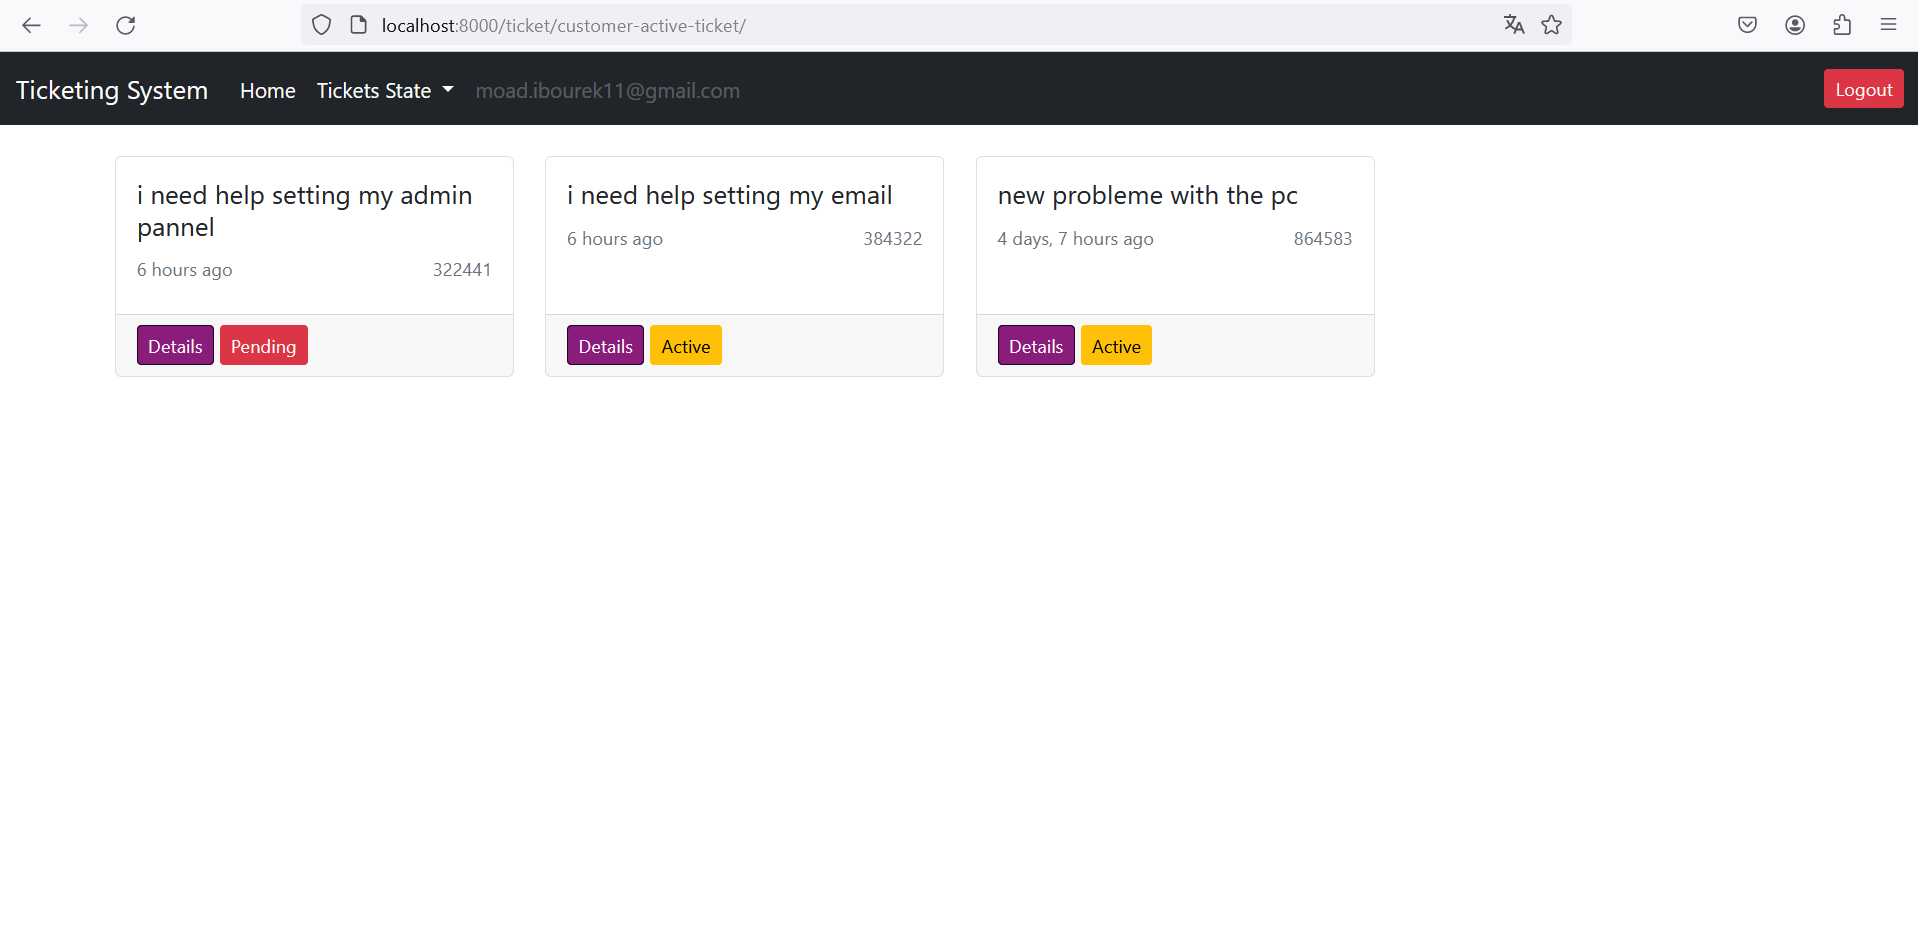 localhost:8000/ticket/customer-active-ticket/
Ticketing System Home Tickets State moad.ibourek11@gmail.com Logout
i need help setting my admin
pannel
6 hours ago 322441
Details Pending
i need help setting my email
6 hours ago 384322
Details Active
new probleme with the pc
4 days, 7 hours ago 864583
Details Active